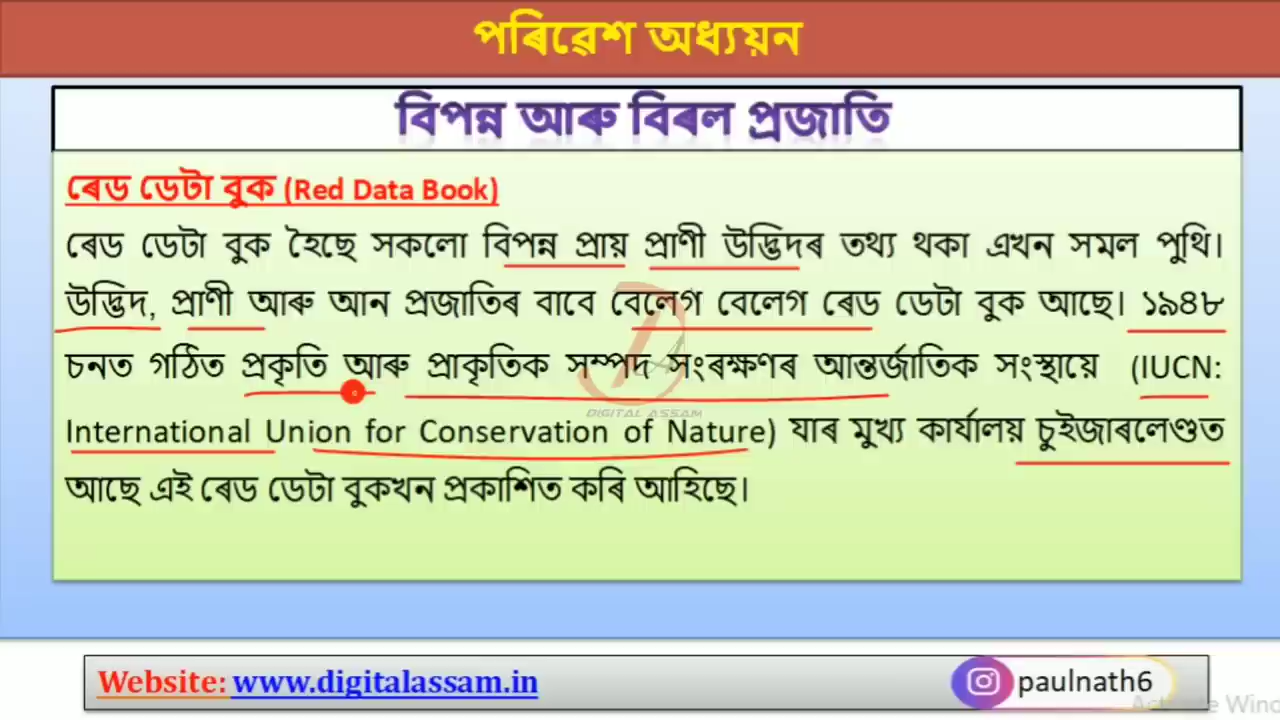 পৰিৱেশ অধ্যয়ন
বিপন্ন আৰু বিৰল প্ৰজাতি
ৰেড ডেটা বুক (Red Data Book)
ৰেড ডেটা বুক হৈছে সকলো বিপন্ন প্ৰায় প্ৰাণী উদ্ভিদৰ তথ্য থকা এখন সমল পুথি।
উদ্ভিদ, প্ৰাণী আৰু আন প্ৰজাতিৰ বাবে বেলেগ বেলেগ ৰেড ডেটা বুক আছে। ১৯৪৮
চনত গঠিত প্ৰকৃতি আৰু প্ৰাকৃতিক সম্পদ সংৰক্ষণৰ আন্তৰ্জাতিক সংস্থায়ে (IUCN:
International Union for Conservation of Nature) যাৰ মুখ্য কাৰ্যালয় চুইজাৰলেণ্ডত
আছে এই ৰেড ডেটা বুকখন প্ৰকাশিত কৰি আহিছে।
DIGITAL ASSAM
Website: www.digitalassam.in
paulnath6